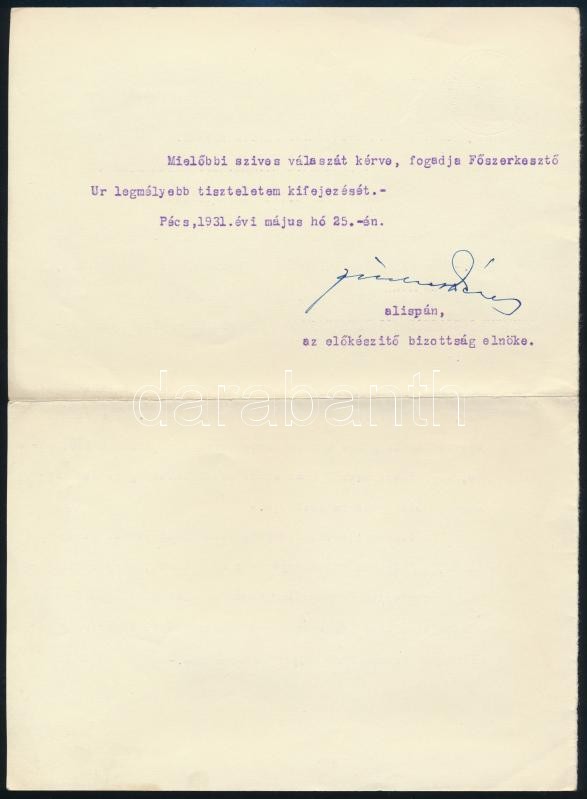 Mielőbbi szives válaszát kérve, fogadja Főszerkesztő
Ur legmélyebb tiszteletem kifejezését.-
Pécs,1931.évi május hó 25.-én.
alispán,
az előkészitő bizottság elnöke.
darabanth